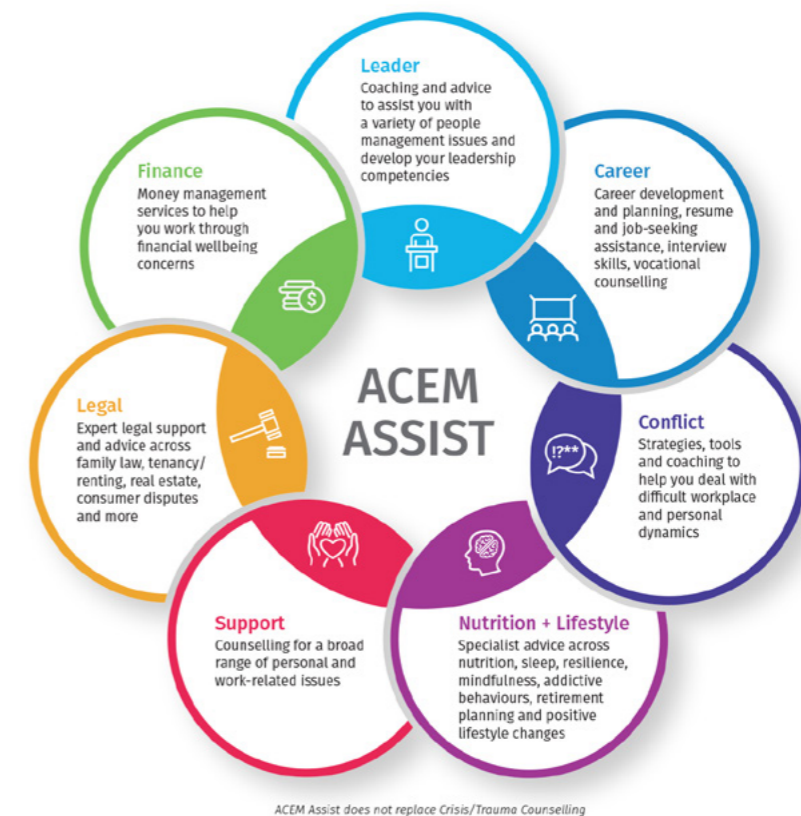 Leader
Coaching and advice
to assist you with
a variety of people
management issues and
develop your leadership
competencies
Career
Career development
and planning, resume
and job-seeking
assistance, interview
skills, vocational
counselling
Conflict
Strategies, tools
and coaching to
help you deal with
difficult workplace
and personal
dynamics
Nutrition + Lifestyle
Specialist advice across
nutrition, sleep, resilience,
mindfulness, addictive
behaviours, retirement
planning and positive
lifestyle changes
Support
Counselling for a broad
range of personal and
work-related issues
Legal
Expert legal support
and advice across
family law, tenancy/
renting, real estate,
consumer disputes
and more
Finance
Money management
services to help
you work through
financial wellbeing
concerns
$
!?**
ACEM
ASSIST
ACEM Assist does not replace Crisis/Trauma Counselling